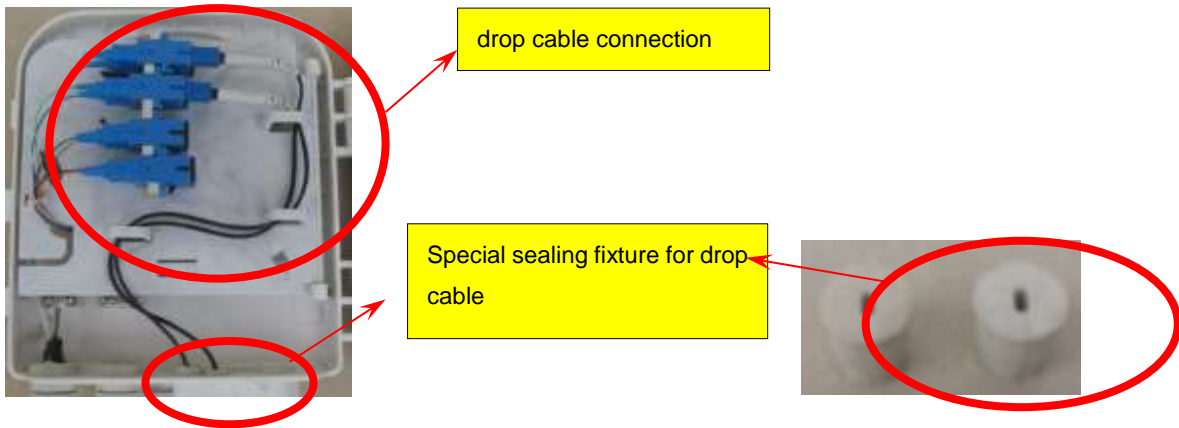 drop cable connection
Special sealing fixture for drop
cable